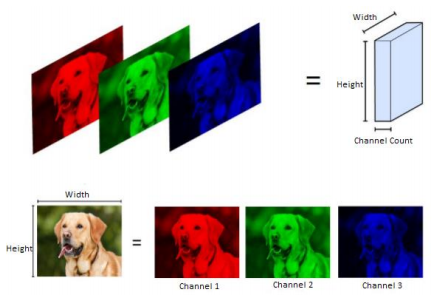 Width
=
Height
Channel Count
Width
Height
=
Channel 1
Channel 2
Channel 3